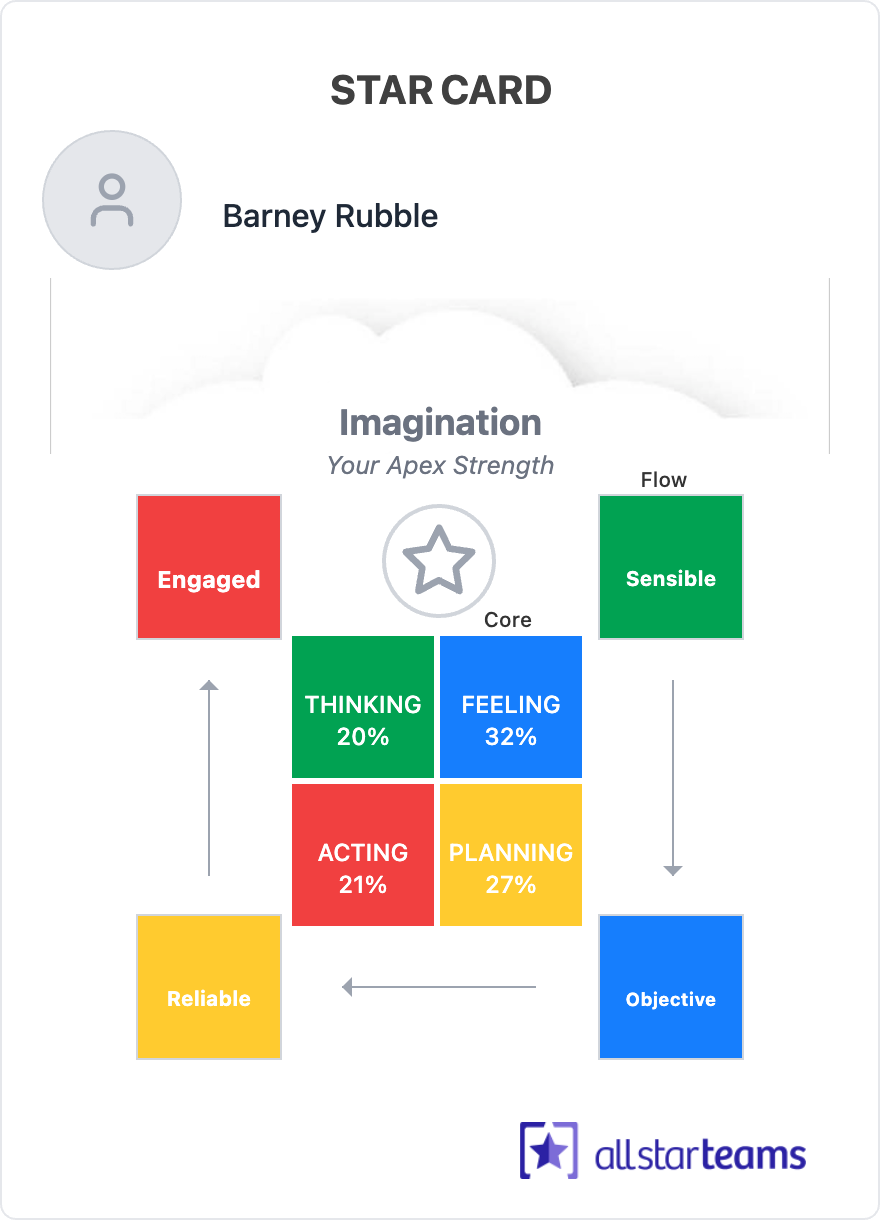 STAR CARD
Barney Rubble
Imagination
Your Apex Strength
Flow
Engaged
Sensible
Core
THINKING
20%
FEELING
32%
ACTING
21%
PLANNING
27%
Reliable
Objective
allstarteams